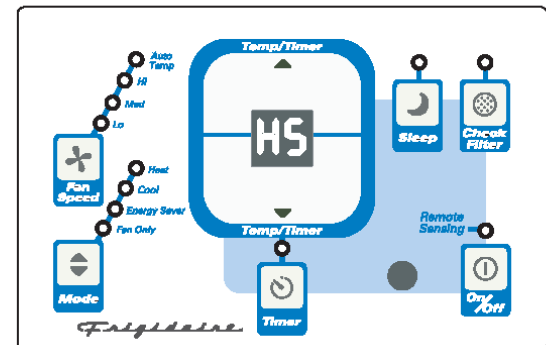 Temp/Timer
Auto
Temp
Hi
Med
Lo
Fan
Speed
HS
Sleep
Check
Filter
Heat
Cool
Energy Saver
Fan Only
Mode
Temp/Timer
Timer
Remote
Sensing
On/Off
Frigidaire